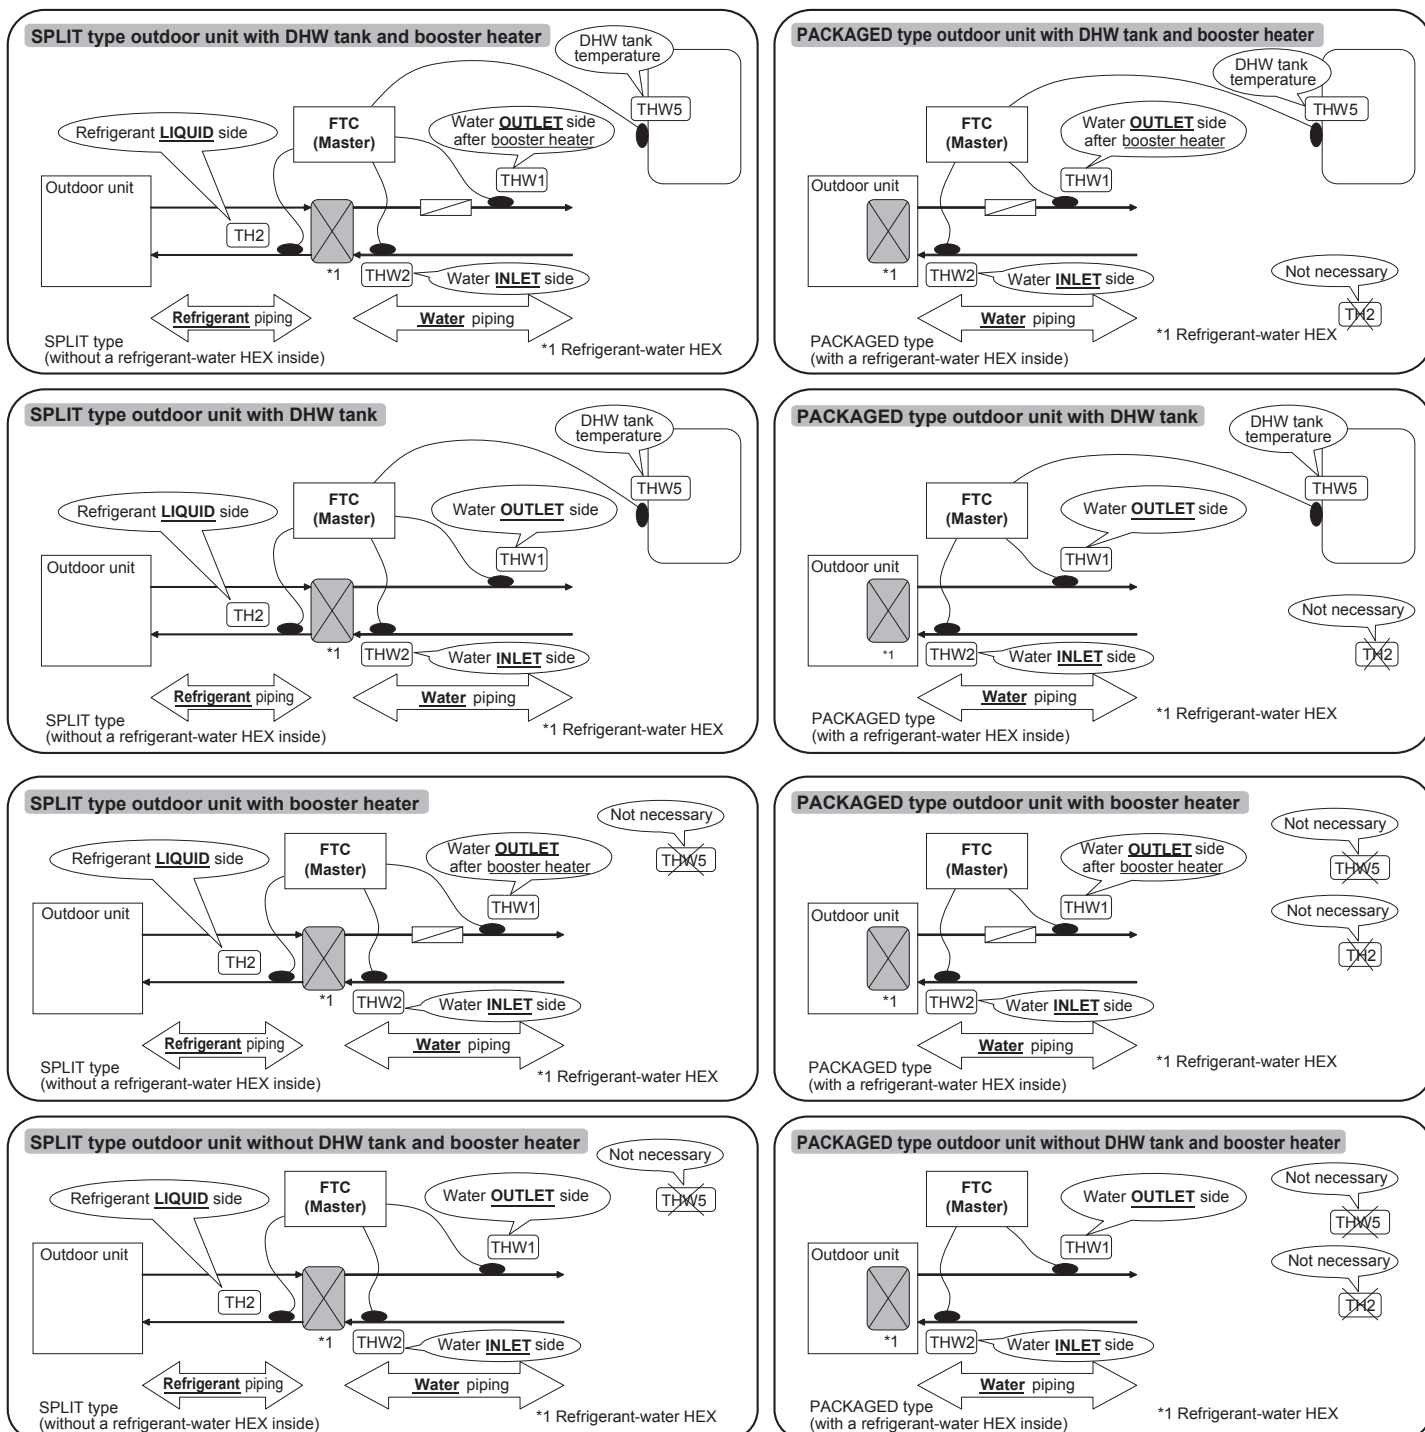 SPLIT type outdoor unit with DHW tank and booster heater
DHW tank
temperature
THW5
FTC
(Master)
Water OUTLET side
after booster heater
THW1
Refrigerant LIQUID side
Outdoor unit
TH2
*1
THW2
Water INLET side
Refrigerant piping
Water piping
SPLIT type
(without a refrigerant-water HEX inside)
*1 Refrigerant-water HEX
PACKAGED type outdoor unit with DHW tank and booster heater
DHW tank
temperature
THW5
FTC
(Master)
Water OUTLET side
after booster heater
THW1
Outdoor unit
*1
THW2
Water INLET side
Not necessary
TH2
Water piping
PACKAGED type
(with a refrigerant-water HEX inside)
*1 Refrigerant-water HEX
SPLIT type outdoor unit with DHW tank
DHW tank
temperature
THW5
FTC
(Master)
Water OUTLET side
THW1
Refrigerant LIQUID side
Outdoor unit
TH2
*1
THW2
Water INLET side
Refrigerant piping
Water piping
SPLIT type
(without a refrigerant-water HEX inside)
*1 Refrigerant-water HEX
PACKAGED type outdoor unit with DHW tank
DHW tank
temperature
THW5
FTC
(Master)
Water OUTLET side
THW1
Outdoor unit
*1
THW2
Water INLET side
Not necessary
TH2
Water piping
PACKAGED type
(with a refrigerant-water HEX inside)
*1 Refrigerant-water HEX
SPLIT type outdoor unit with booster heater
Not necessary
THW5
FTC
(Master)
Water OUTLET
after booster heater
THW1
Refrigerant LIQUID side
Outdoor unit
TH2
*1
THW2
Water INLET side
Refrigerant piping
Water piping
SPLIT type
(without a refrigerant-water HEX inside)
*1 Refrigerant-water HEX
PACKAGED type outdoor unit with booster heater
Not necessary
THW5
FTC
(Master)
Water OUTLET side
after booster heater
THW1
Not necessary
TH2
Outdoor unit
*1
THW2
Water INLET side
Water piping
PACKAGED type
(with a refrigerant-water HEX inside)
*1 Refrigerant-water HEX
SPLIT type outdoor unit without DHW tank and booster heater
Not necessary
THW5
FTC
(Master)
Water OUTLET side
THW1
Refrigerant LIQUID side
Outdoor unit
TH2
*1
THW2
Water INLET side
Refrigerant piping
Water piping
SPLIT type
(without a refrigerant-water HEX inside)
*1 Refrigerant-water HEX
PACKAGED type outdoor unit without DHW tank and booster heater
Not necessary
THW5
FTC
(Master)
Water OUTLET side
THW1
Not necessary
TH2
Outdoor unit
*1
THW2
Water INLET side
Water piping
PACKAGED type
(with a refrigerant-water HEX inside)
*1 Refrigerant-water HEX